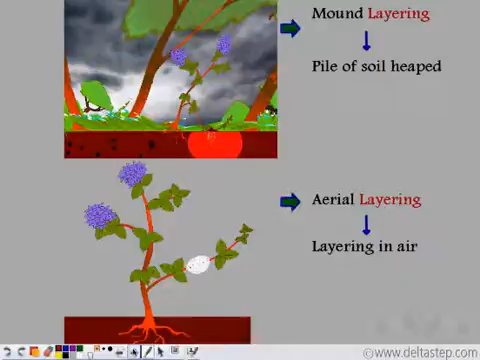 Mound Layering
Pile of soil heaped
Aerial Layering
Layering in air
©www.deltastep.com